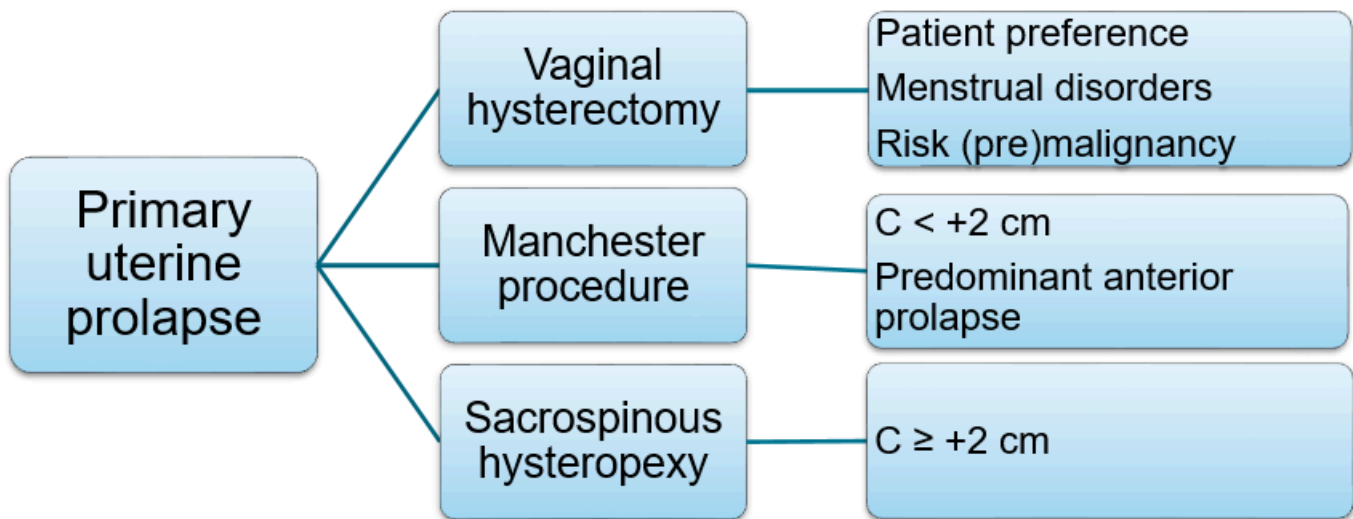 Primary
uterine
prolapse
Vaginal
hysterectomy
Patient preference
Menstrual disorders
Risk (pre)malignancy
Manchester
procedure
C < +2 cm
Predominant anterior
prolapse
Sacrospinous
hysteropexy
C ≥ +2 cm